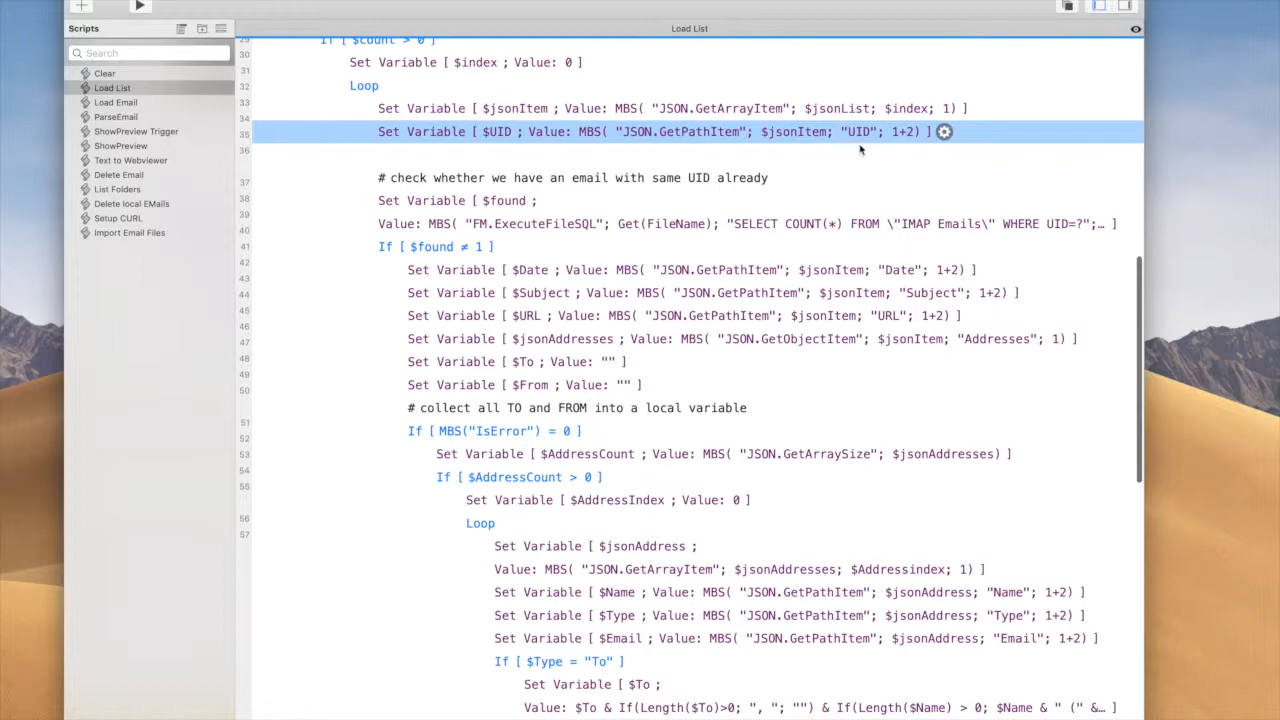 Scripts
Load List
Search
Clear
Load List
Load Email
ParseEmail
ShowPreview Trigger
ShowPreview
Text to Webviewer
Delete Email
List Folders
Delete local EMails
Setup CURL
Import Email Files
29 If [ $count > 0 ]
30 Set Variable [ $index ; Value: 0 ]
31
32 Loop
33 Set Variable [ $jsonItem ; Value: MBS( "JSON.GetArrayItem"; $jsonList; $index; 1) ]
34
35 Set Variable [ $UID ; Value: MBS( "JSON.GetPathItem"; $jsonItem; "UID"; 1+2) ]
36
37 # check whether we have an email with same UID already
38 Set Variable [ $found ;
39
40 Value: MBS( "FM.ExecuteFileSQL"; Get(FileName); "SELECT COUNT(*) FROM \"IMAP Emails\" WHERE UID=?";… ]
41 If [ $found ≠ 1 ]
42
43 Set Variable [ $Date ; Value: MBS( "JSON.GetPathItem"; $jsonItem; "Date"; 1+2) ]
44 Set Variable [ $Subject ; Value: MBS( "JSON.GetPathItem"; $jsonItem; "Subject"; 1+2) ]
45 Set Variable [ $URL ; Value: MBS( "JSON.GetPathItem"; $jsonItem; "URL"; 1+2) ]
46
47 Set Variable [ $jsonAddresses ; Value: MBS( "JSON.GetObjectItem"; $jsonItem; "Addresses"; 1) ]
48 Set Variable [ $To ; Value: "" ]
49
50 Set Variable [ $From ; Value: "" ]
# collect all TO and FROM into a local variable
51
52 If [ MBS("IsError") = 0 ]
53 Set Variable [ $AddressCount ; Value: MBS( "JSON.GetArraySize"; $jsonAddresses) ]
54 If [ $AddressCount > 0 ]
55
Set Variable [ $AddressIndex ; Value: 0 ]
56 Loop
57
Set Variable [ $jsonAddress ;
Value: MBS( "JSON.GetArrayItem"; $jsonAddresses; $Addressindex; 1) ]
Set Variable [ $Name ; Value: MBS( "JSON.GetPathItem"; $jsonAddress; "Name"; 1+2) ]
Set Variable [ $Type ; Value: MBS( "JSON.GetPathItem"; $jsonAddress; "Type"; 1+2) ]
Set Variable [ $Email ; Value: MBS( "JSON.GetPathItem"; $jsonAddress; "Email"; 1+2) ]
If [ $Type = "To" ]
Set Variable [ $To ;
Value: $To & If(Length($To)>0; ", "; "") & If(Length($Name) > 0; $Name & " (" &… ]